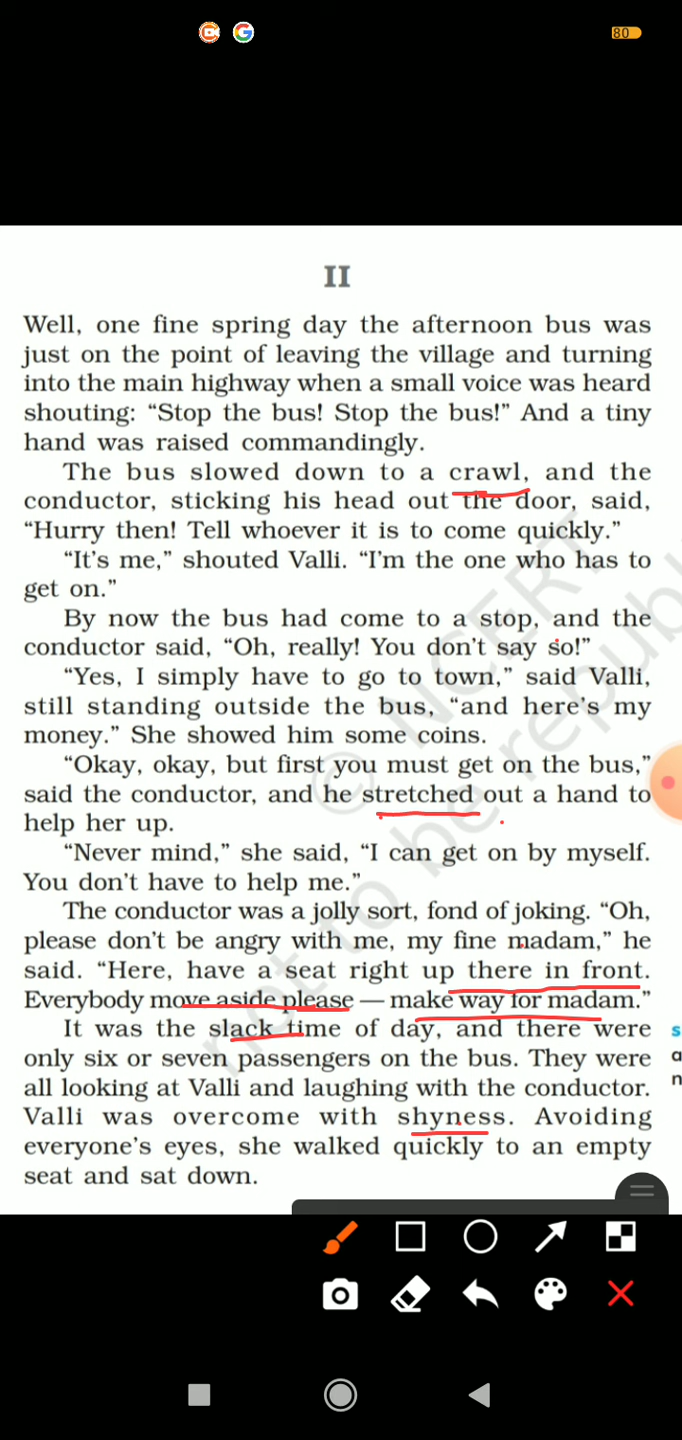 80
II
Well, one fine spring day the afternoon bus was
just on the point of leaving the village and turning
into the main highway when a small voice was heard
shouting: “Stop the bus! Stop the bus!” And a tiny
hand was raised commandingly.
The bus slowed down to a crawl, and the
conductor, sticking his head out the door, said,
“Hurry then! Tell whoever it is to come quickly.”
“It’s me,” shouted Valli. “I’m the one who has to
get on.”
By now the bus had come to a stop, and the
conductor said, “Oh, really! You don’t say so!”
“Yes, I simply have to go to town,” said Valli,
still standing outside the bus, “and here’s my
money.” She showed him some coins.
“Okay, okay, but first you must get on the bus,”
said the conductor, and he stretched out a hand to
help her up.
“Never mind,” she said, “I can get on by myself.
You don’t have to help me.”
The conductor was a jolly sort, fond of joking. “Oh,
please don’t be angry with me, my fine madam,” he
said. “Here, have a seat right up there in front.
Everybody move aside please — make way for madam.”
It was the slack time of day, and there were
only six or seven passengers on the bus. They were
all looking at Valli and laughing with the conductor.
Valli was overcome with shyness. Avoiding
everyone’s eyes, she walked quickly to an empty
seat and sat down.
s
a
n
© NCERT
not to be republ